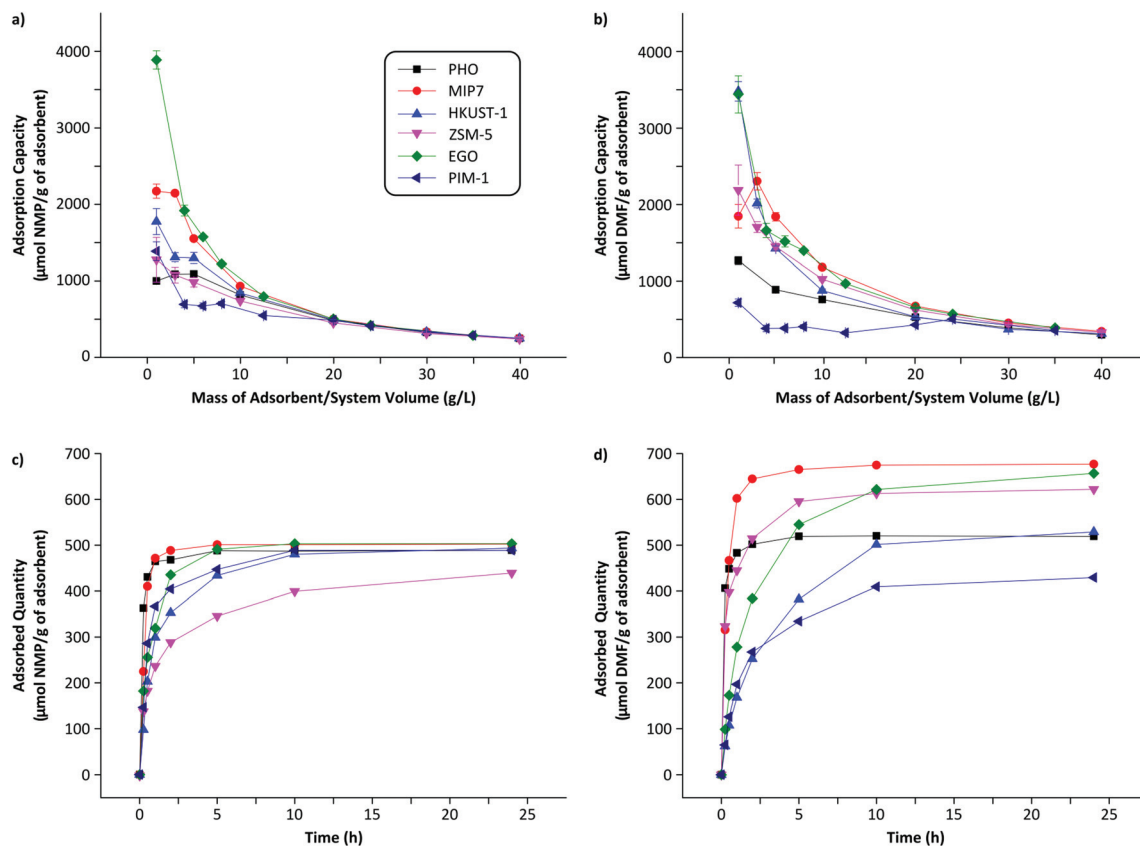 a)
4000
3000
2000
1000
0
Adsorption Capacity
(µmol NMP/g of adsorbent)
0 10 20 30 40
Mass of Adsorbent/System Volume (g/L)
PHO
MIP7
HKUST-1
ZSM-5
EGO
PIM-1
b)
4000
3000
2000
1000
0
Adsorption Capacity
(µmol DMF/g of adsorbent)
0 10 20 30 40
Mass of Adsorbent/System Volume (g/L)
c)
700
600
500
400
300
200
100
0
Adsorbed Quantity
(µmol NMP/g of adsorbent)
0 5 10 15 20 25
Time (h)
d)
700
600
500
400
300
200
100
0
Adsorbed Quantity
(µmol DMF/g of adsorbent)
0 5 10 15 20 25
Time (h)